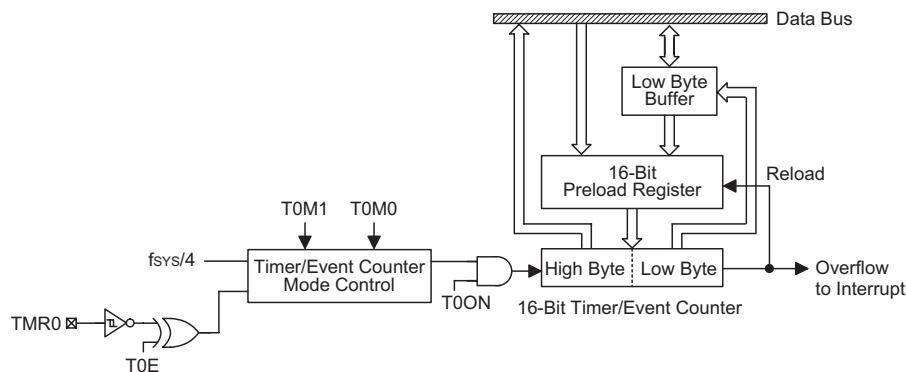 Data Bus
Low Byte
Buffer
16-Bit
Preload Register
Reload
T0M1
T0M0
fSYS/4
Timer/Event Counter
Mode Control
T0ON
High Byte
Low Byte
Overflow
to Interrupt
16-Bit Timer/Event Counter
TMR0
T0E